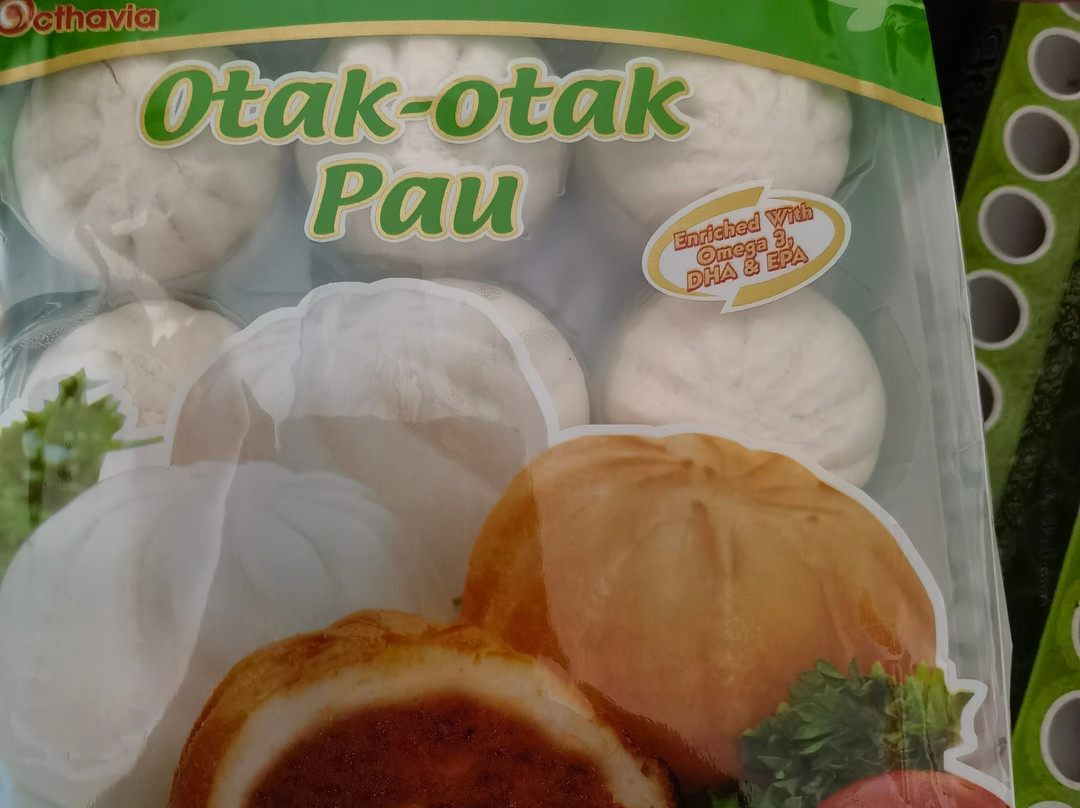 Octhavia
Otak-otak
Pau
Enriched With
Omega 3,
DHA & EPA